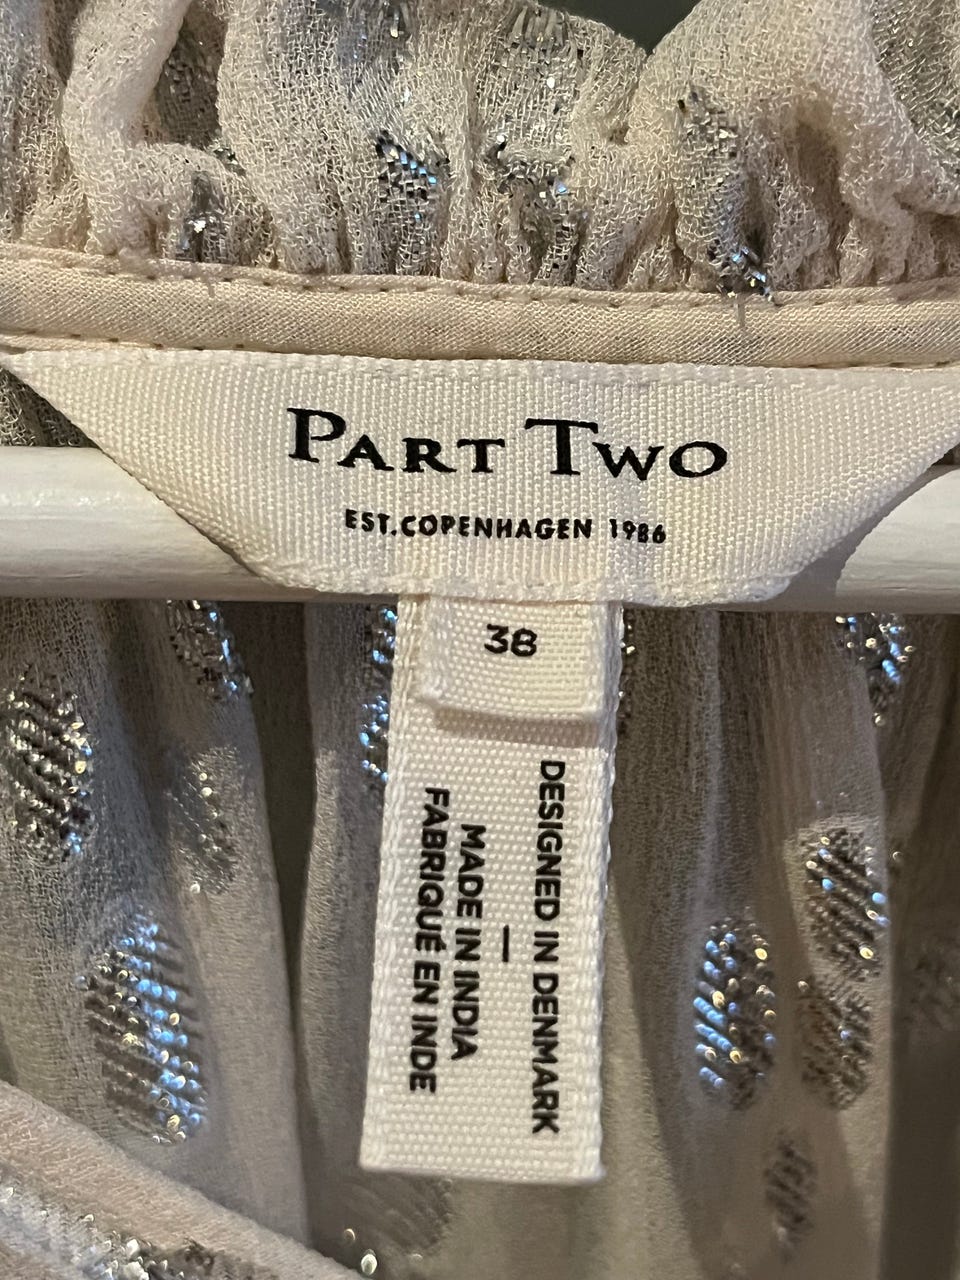 PART TWO
EST.COPENHAGEN 1986
38
DESIGNED IN DENMARK
—
MADE IN INDIA
FABRIQUÉ EN INDE